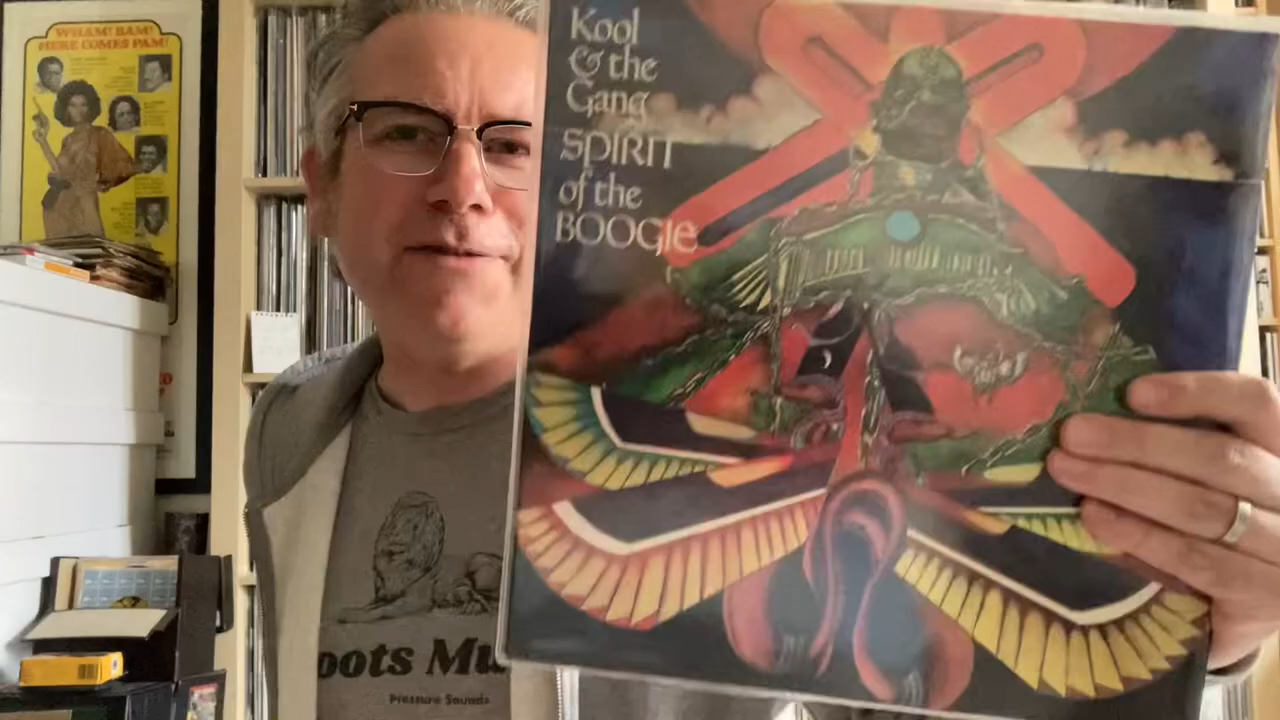 WHAM! BAM!
HERE COMES PAM!
Kool
& the
Gang
SPIRIT
of the
BOOGIE
oots Mu
Pressure Sounds